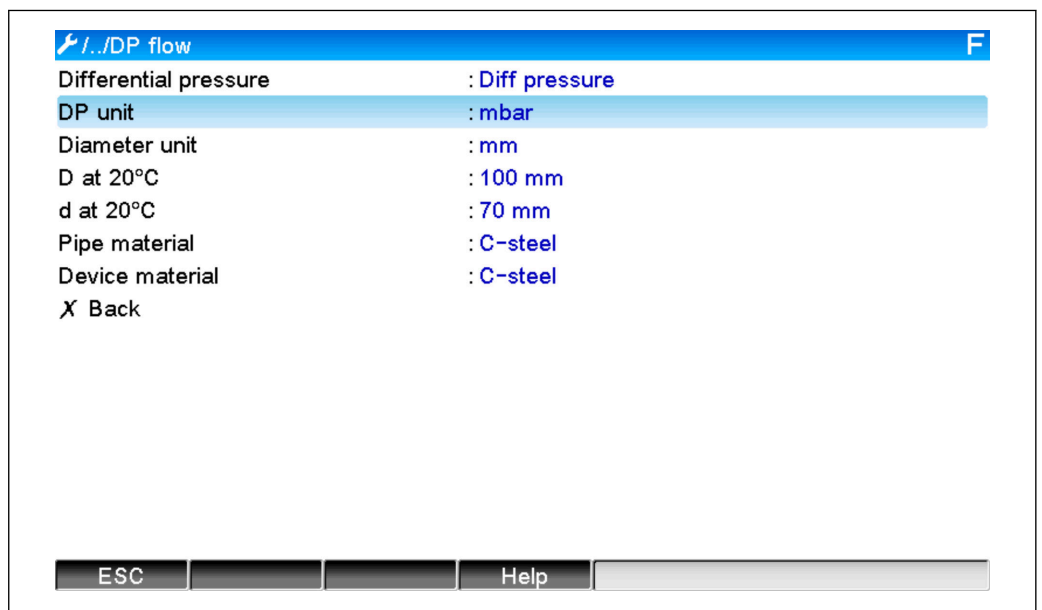 /../DP flow F
Differential pressure : Diff pressure
DP unit : mbar
Diameter unit : mm
D at 20°C : 100 mm
d at 20°C : 70 mm
Pipe material : C-steel
Device material : C-steel
X Back
ESC Help